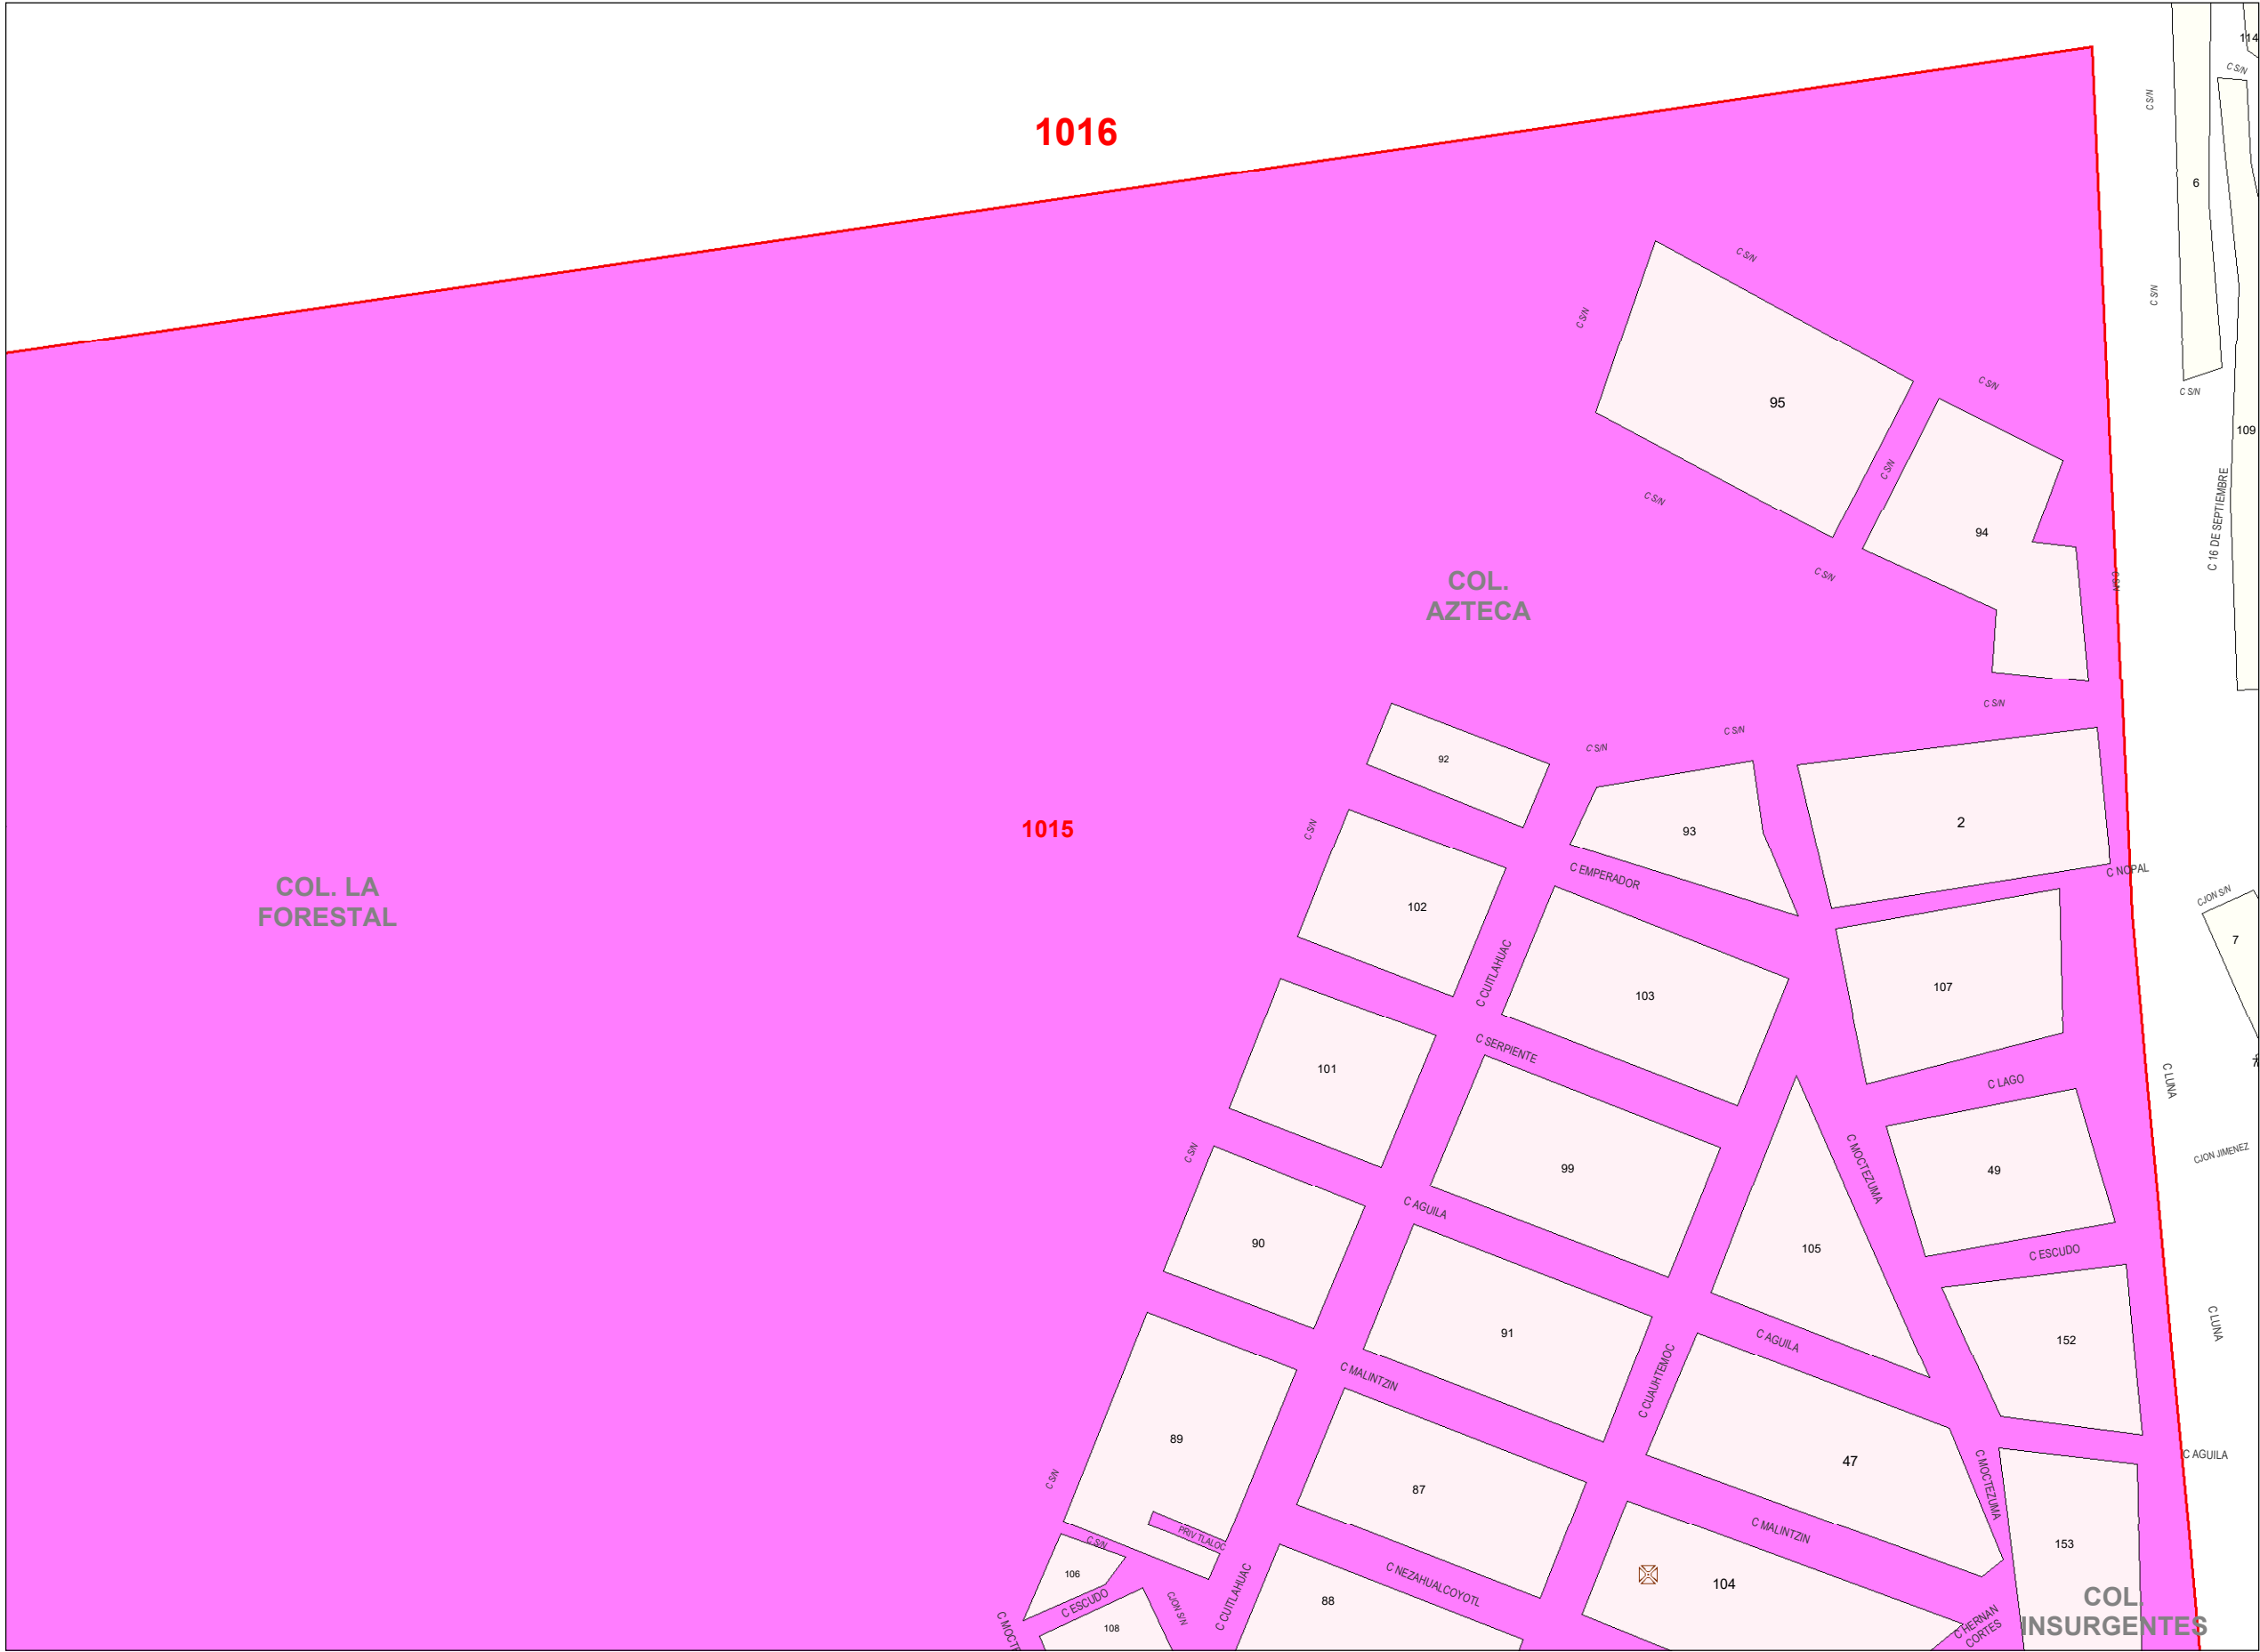 114
C S/N
C S/N
1016
6
C S/N
C S/N
C S/N
C S/N
C S/N
95
C S/N
109
C S/N
C S/N
C 16 DE SEPTIEMBRE
94
COL.
AZTECA
C S/N
C S/N
C S/N
C S/N
C S/N
92
1015
C S/N
93
2
C EMPERADOR
C NOPAL
COL. LA
FORESTAL
CJON S/N
102
7
C CUITLAHUAC
103
107
C SERPIENTE
101
C LAGO
C LUNA
C S/N
C MOCTEZUMA
CJON JIMENEZ
99
49
C AGUILA
90
105
C ESCUDO
91
C AGUILA
152
C LUNA
C MALINTZIN
C CUAUHTEMOC
89
47
C AGUILA
C S/N
87
C MOCTEZUMA
C MALINTZIN
PRIV TLALOC
C S/N
153
106
C NEZAHUALCOYOTL
104
C ESCUDO
CJON S/N
C CUITLAHUAC
88
COL.
INSURGENTES
C HERNAN
CORTES
108